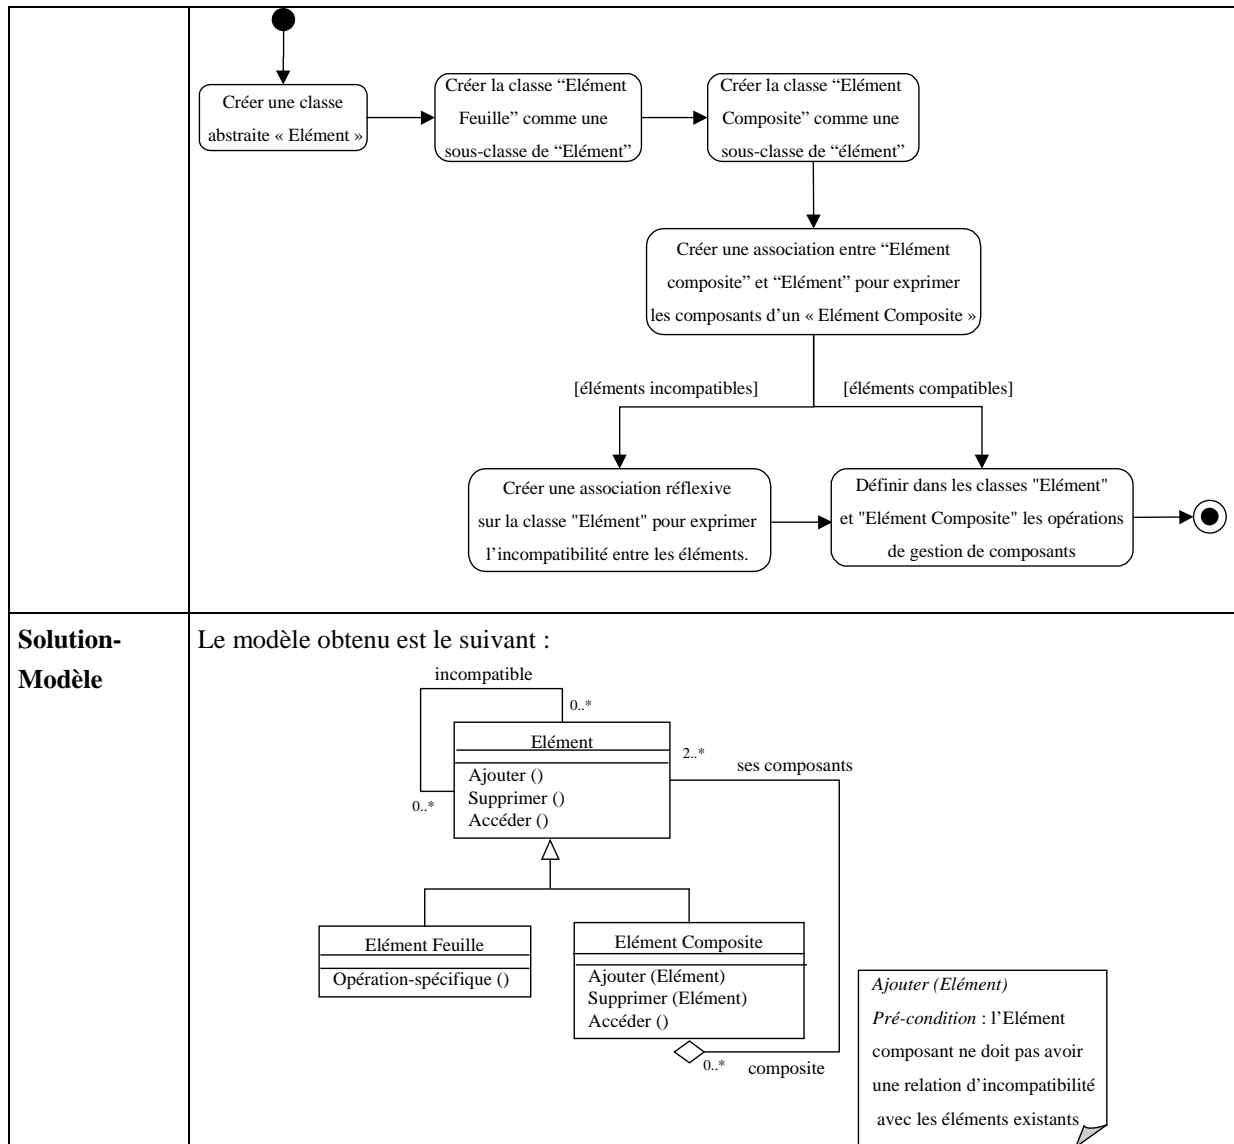 Créer une classe
abstraite « Elément »
Créer la classe “Elément
Feuille” comme une
sous-classe de “Elément”
Créer la classe “Elément
Composite” comme une
sous-classe de “élément”
Créer une association entre “Elément
composite” et “Elément” pour exprimer
les composants d’un « Elément Composite »
[éléments incompatibles]
[éléments compatibles]
Créer une association réflexive
sur la classe "Elément" pour exprimer
l’incompatibilité entre les éléments.
Définir dans les classes "Elément"
et "Elément Composite" les opérations
de gestion de composants
Solution-
Modèle
Le modèle obtenu est le suivant :
incompatible
0..*
Elément
2..*
ses composants
Ajouter ()
Supprimer ()
Accéder ()
0..*
Elément Feuille
Opération-spécifique ()
Elément Composite
Ajouter (Elément)
Supprimer (Elément)
Accéder ()
0..*
composite
Ajouter (Elément)
Pré-condition : l’Elément
composant ne doit pas avoir
une relation d’incompatibilité
avec les éléments existants